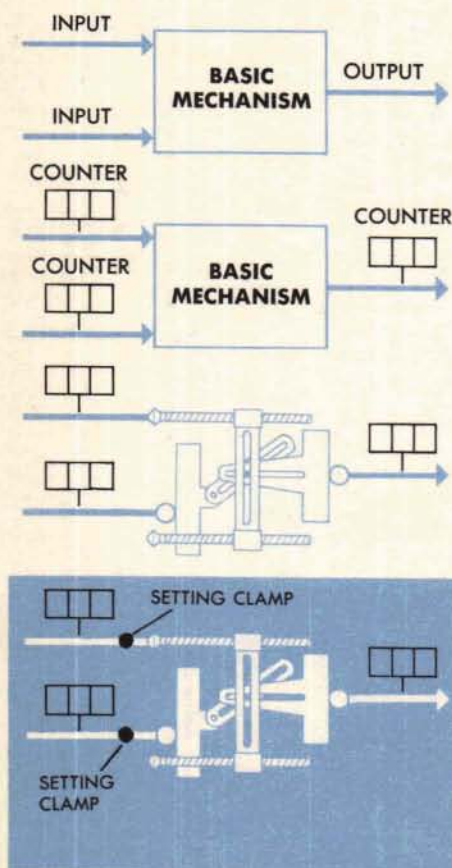 INPUT
BASIC
MECHANISM
OUTPUT
INPUT
COUNTER
COUNTER
BASIC
MECHANISM
COUNTER
SETTING CLAMP
SETTING
CLAMP